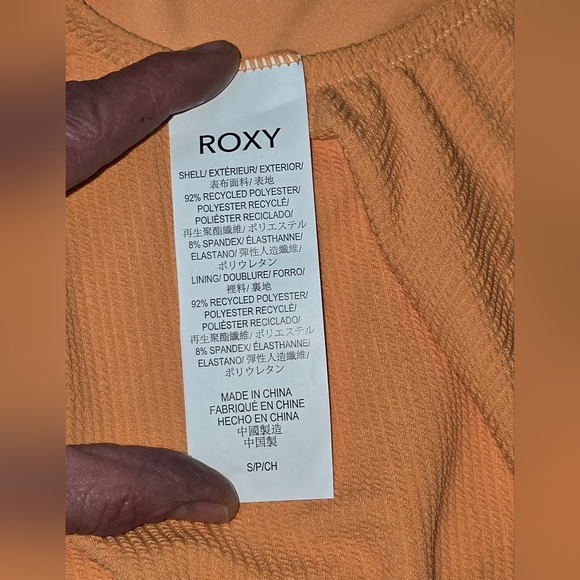 ROXY
SHELL/ EXTÉRIEUR/ EXTERIOR/
表布面料/ 表地
92% RECYCLED POLYESTER/
POLYESTER RECYCLÉ/
POLIÉSTER RECICLADO/
再生聚酯纖維/ ポリエステル
8% SPANDEX/ ÉLASTHANNE/
ELASTANO/ 彈性人造纖維/
ポリウレタン
LINING/ DOUBLURE/ FORRO/
裡料/ 裏地
92% RECYCLED POLYESTER/
POLYESTER RECYCLÉ/
POLIÉSTER RECICLADO/
再生聚酯纖維/ ポリエステル
8% SPANDEX/ ÉLASTHANNE/
ELASTANO/ 彈性人造纖維/
ポリウレタン
MADE IN CHINA
FABRIQUÉ EN CHINE
HECHO EN CHINA
中國製造
中国製
S/P/CH